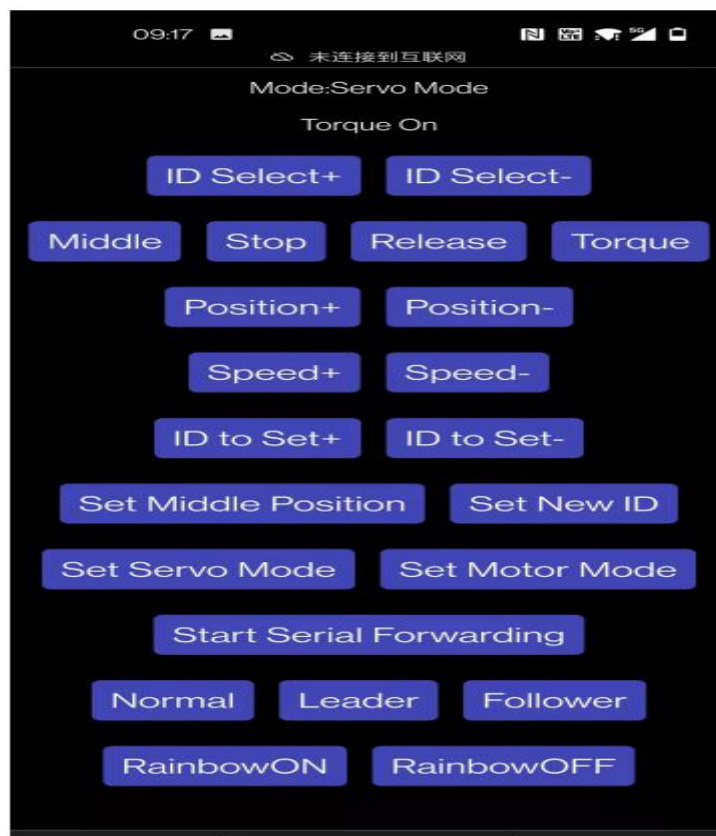 09:17 N VoLTE 5G
未连接到互联网
Mode:Servo Mode
Torque On
ID Select+ ID Select-
Middle Stop Release Torque
Position+ Position-
Speed+ Speed-
ID to Set+ ID to Set-
Set Middle Position Set New ID
Set Servo Mode Set Motor Mode
Start Serial Forwarding
Normal Leader Follower
RainbowON RainbowOFF